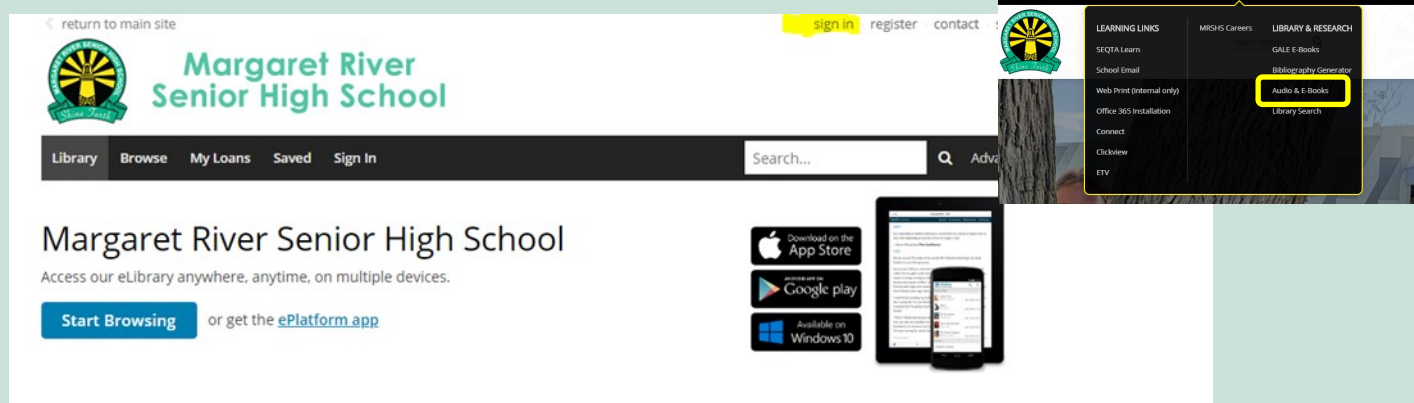 return to main site
sign in register contact
Margaret River
Senior High School
Shine Forth
Library Browse My Loans Saved Sign In
Search...
Margaret River Senior High School
Access our eLibrary anywhere, anytime, on multiple devices.
Start Browsing or get the ePlatform app
Download on the
App Store
ANDROID APP ON
Google play
Available on
Windows 10
LEARNING LINKS
SEQTA Learn
School Email
Web Print (Internal only)
Office 365 Installation
Connect
Clickview
ETV
MRSHS Careers
LIBRARY & RESEARCH
GALE E-Books
Bibliography Generator
Audio & E-Books
Library Search